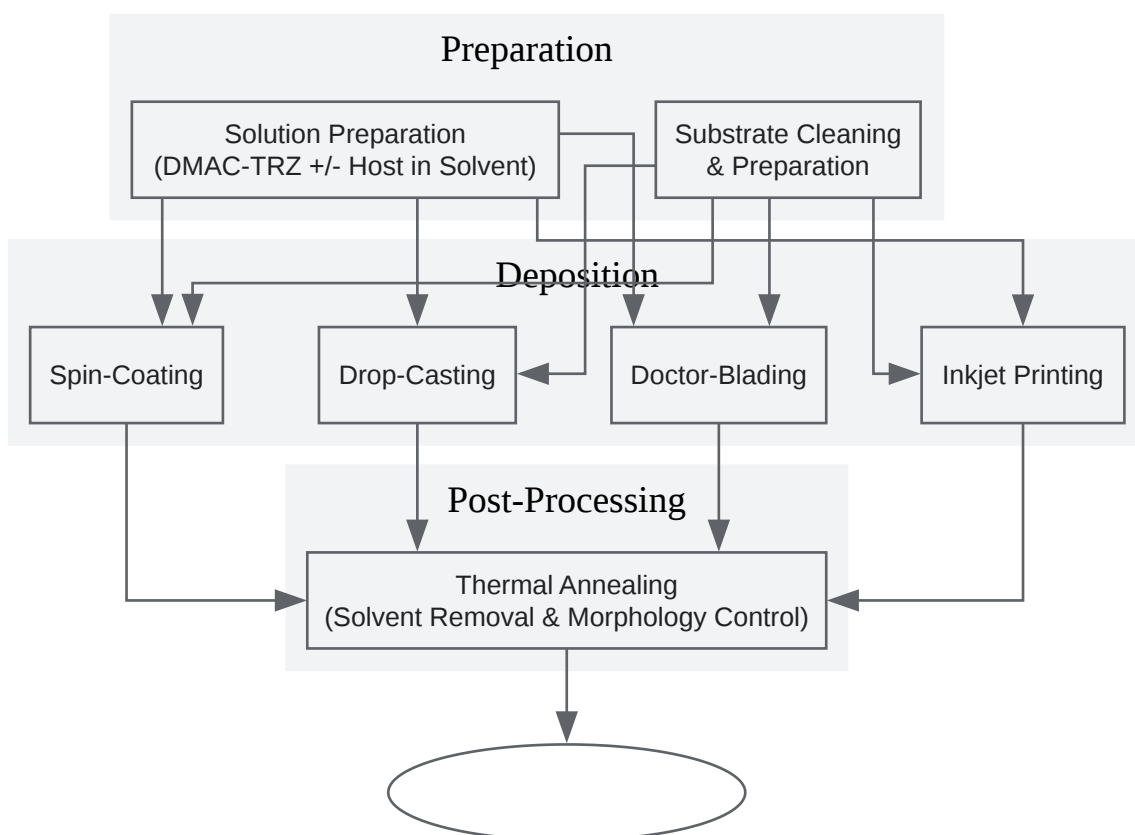 Preparation
Solution Preparation
(DMAC-TRZ +/- Host in Solvent)
Substrate Cleaning
& Preparation
Deposition
Spin-Coating
Drop-Casting
Doctor-Blading
Inkjet Printing
Post-Processing
Thermal Annealing
(Solvent Removal & Morphology Control)